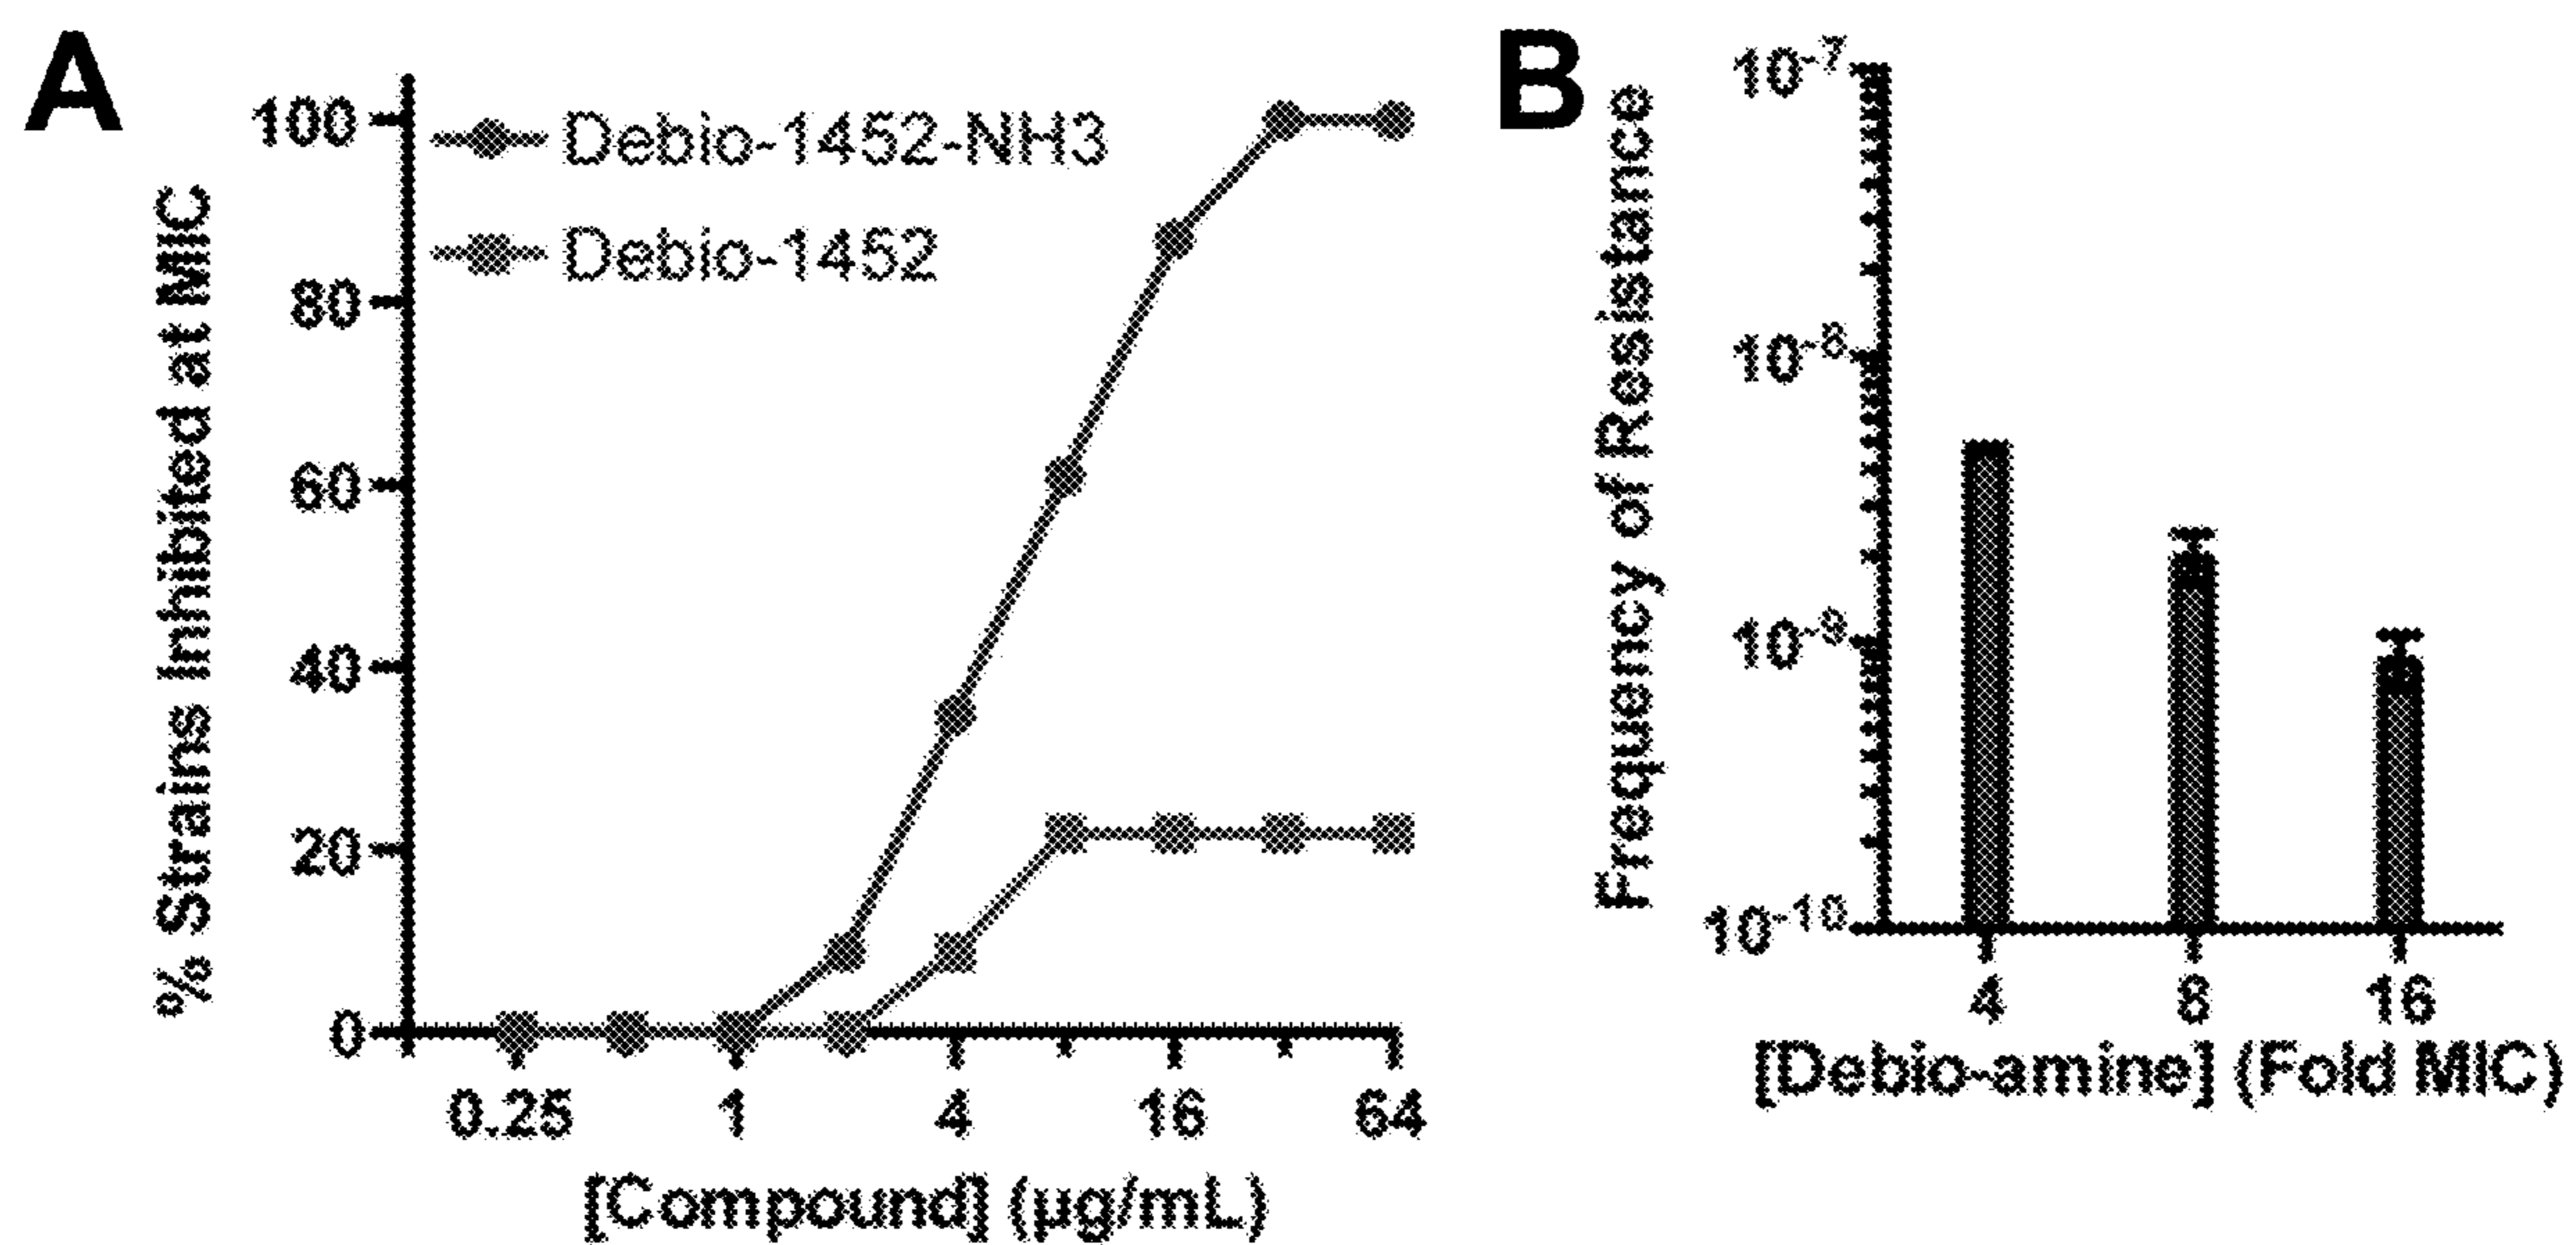 A
% Strains Inhibited at MIC
100
80
60
40
20
0
Debio-1452-NH3
Debio-1452
0.25 1 4 16 64
[Compound] (µg/mL)
B
Frequency of Resistance
10-7
10-8
10-9
10-10
4 8 16
[Debio-amine] (Fold MIC)